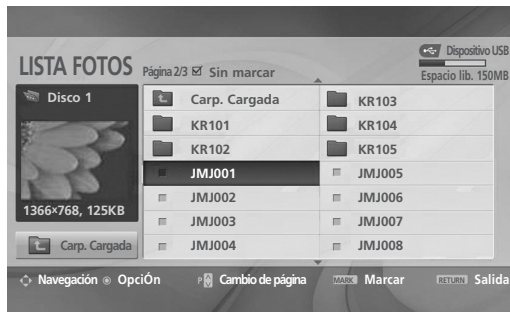 Dispositivo USB
LISTA FOTOS
Página 2/3 Sin marcar
Espacio lib. 150MB
Disco 1
Carp. Cargada
KR103
KR101
KR104
KR102
KR105
JMJ001
JMJ005
JMJ002
JMJ006
JMJ003
JMJ007
JMJ004
JMJ008
1366×768, 125KB
Carp. Cargada
Navegación OpciÓn P Cambio de página MARK Marcar RETURN Salida